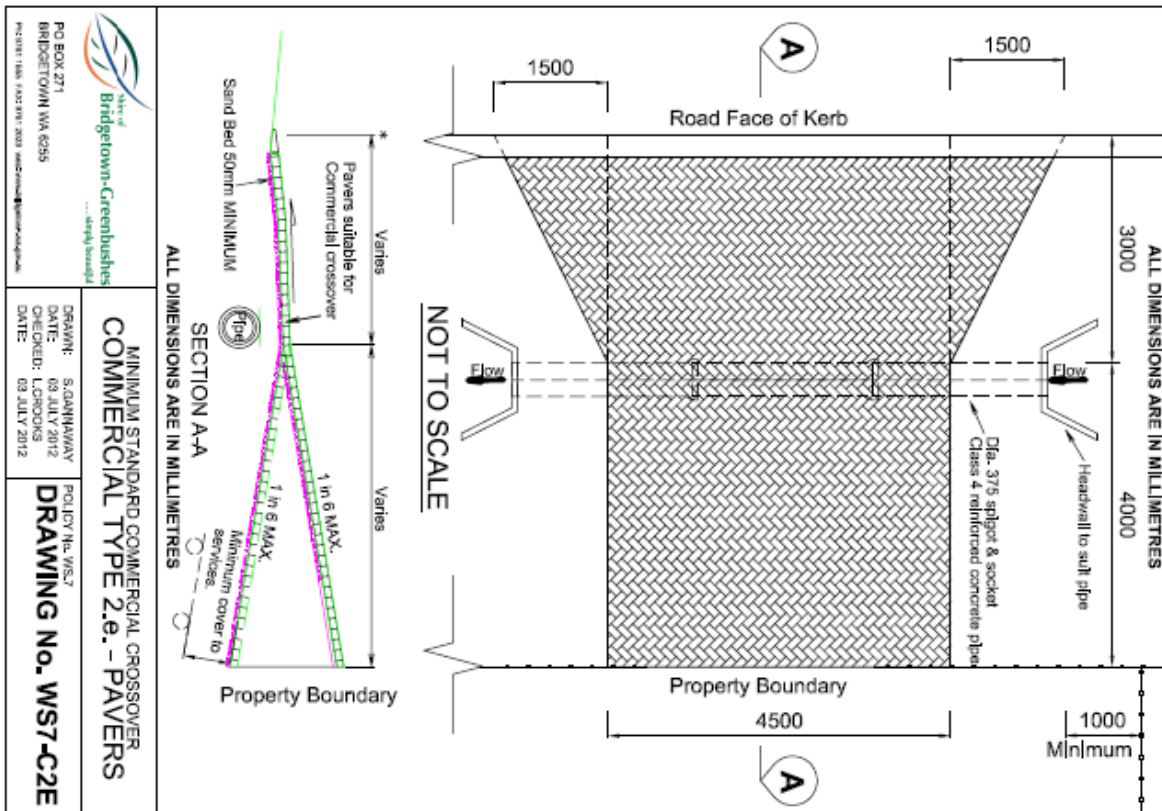 A
1500
1500
Road Face of Kerb
3000
4000
ALL DIMENSIONS ARE IN MILLIMETRES
NOT TO SCALE
Flow
Flow
Headwall to suit pipe
Dia. 375 spigot & socket
Class 4 reinforced concrete pipe
Property Boundary
4500
1000
Minimum
A
*
Varies
Varies
Pavers suitable for
Commercial crossover
Sand Bed 50mm MINIMUM
Pipe
1 in 6 MAX.
1 in 6 MAX.
Minimum cover to
services.
Property Boundary
SECTION A-A
ALL DIMENSIONS ARE IN MILLIMETRES
Shire of
Bridgetown-Greenbushes
.... simply beautiful
PO BOX 271
BRIDGETOWN WA 6255
DRAWN: S.GANNAWAY
DATE: 03 JULY 2012
CHECKED: L.CROOKS
DATE: 03 JULY 2012
MINIMUM STANDARD COMMERCIAL CROSSOVER
COMMERCIAL TYPE 2.e. - PAVERS
POLICY No. WS.7
DRAWING No. WS7-C2E